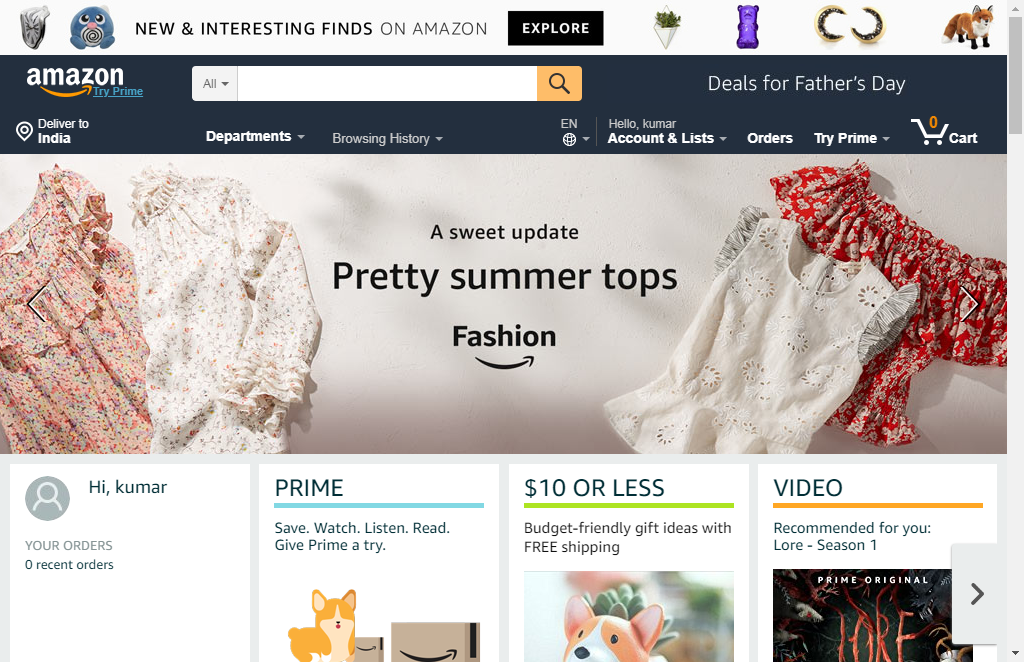 NEW & INTERESTING FINDS ON AMAZON EXPLORE
amazon
Try Prime
All
Deals for Father's Day
Deliver to
India
Departments
Browsing History
EN
Hello, kumar
Account & Lists
Orders
Try Prime
0
Cart
A sweet update
Pretty summer tops
Fashion
Hi, kumar
YOUR ORDERS
0 recent orders
PRIME
Save. Watch. Listen. Read.
Give Prime a try.
$10 OR LESS
Budget-friendly gift ideas with
FREE shipping
VIDEO
Recommended for you:
Lore - Season 1
PRIME ORIGINAL
LORE